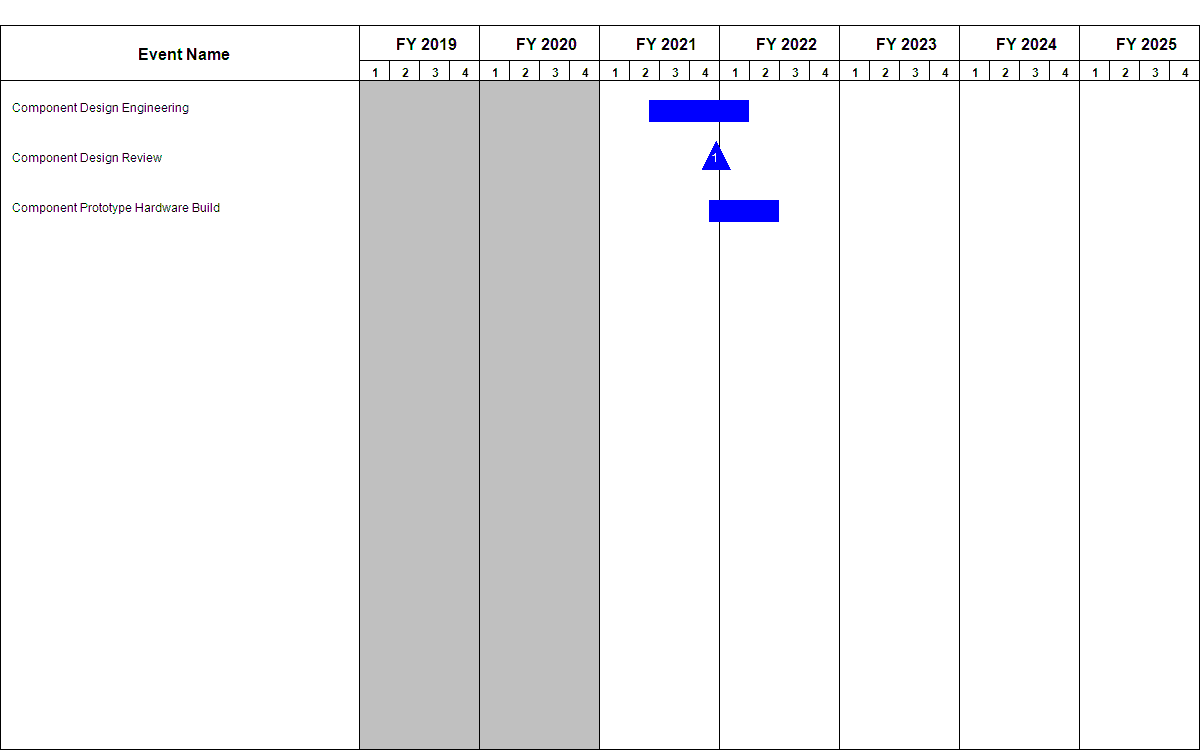 Event Name
FY 2019 FY 2020 FY 2021 FY 2022 FY 2023 FY 2024 FY 2025
1 2 3 4 1 2 3 4 1 2 3 4 1 2 3 4 1 2 3 4 1 2 3 4 1 2 3 4
Component Design Engineering
Component Design Review
1
Component Prototype Hardware Build